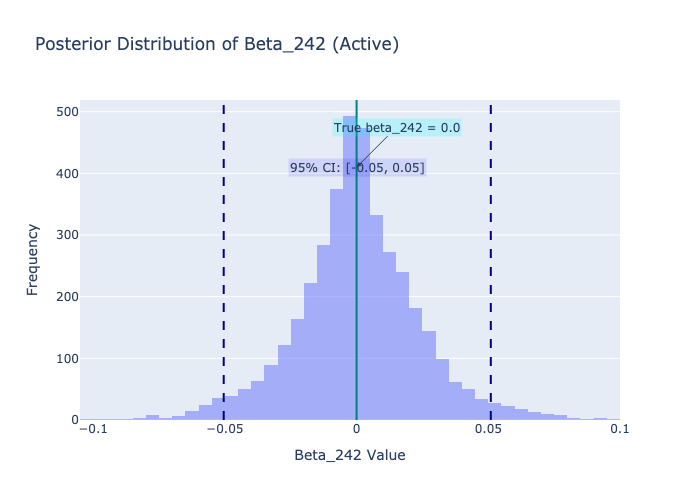 Posterior Distribution of Beta_242 (Active)
500
True beta_242 = 0.0
400
95% CI: [-0.05, 0.05]
300
Frequency
200
100
0
−0.1
−0.05
0
0.05
0.1
Beta_242 Value